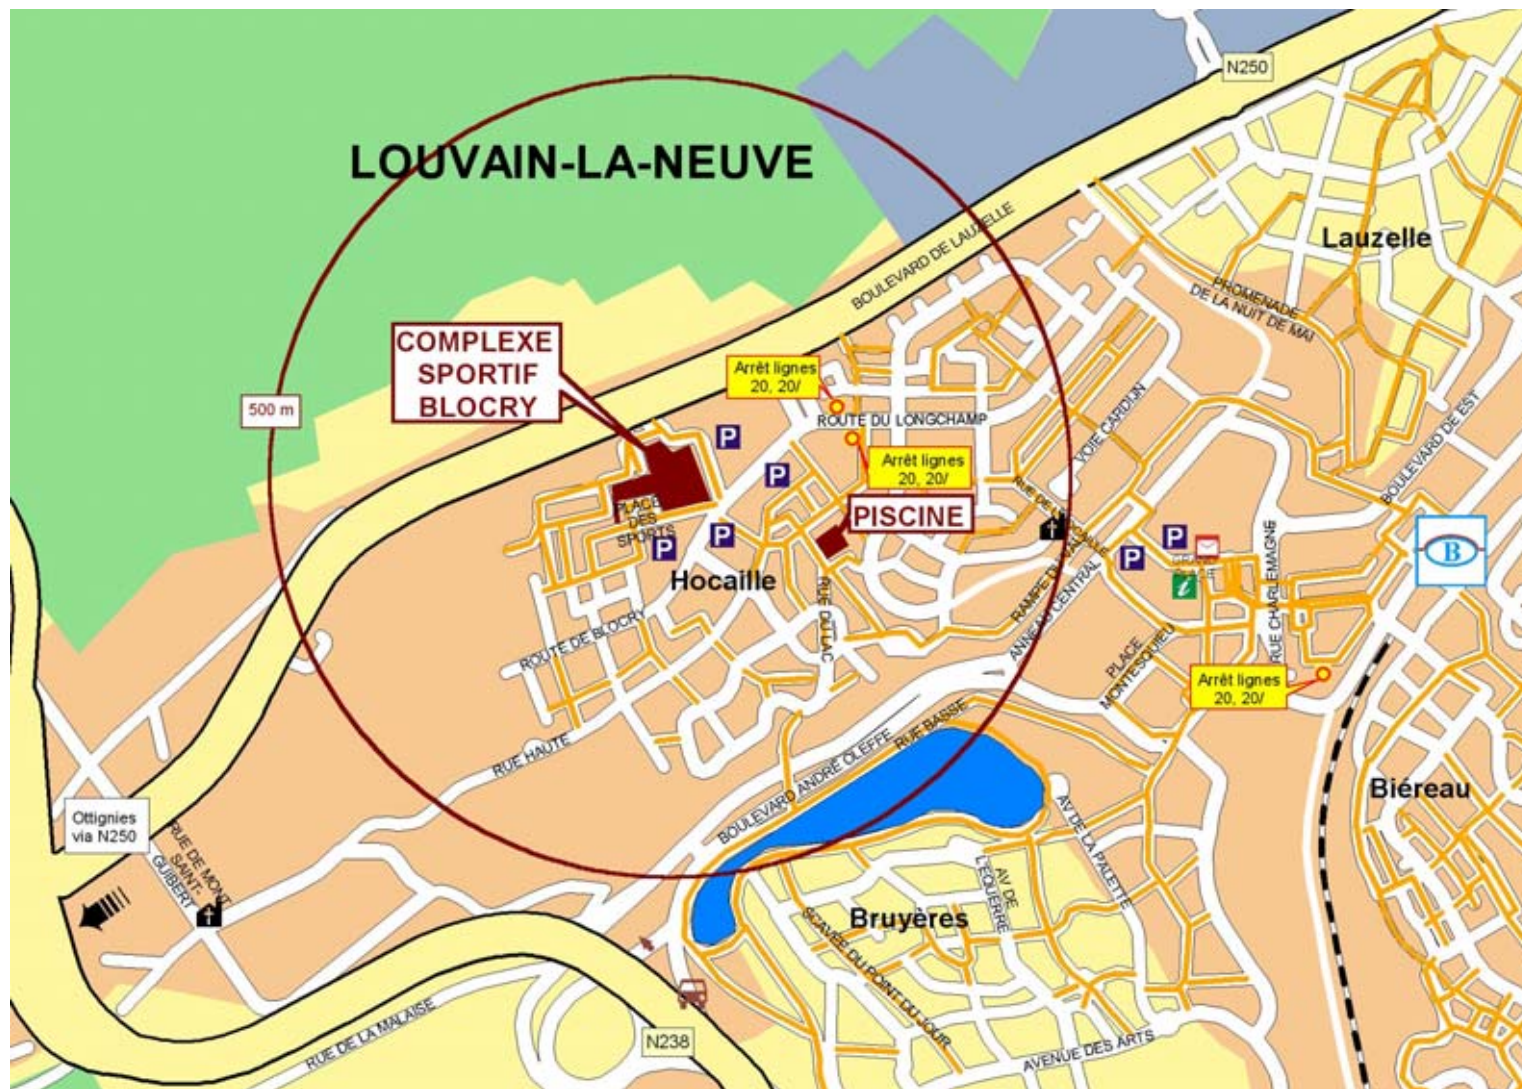 N250
LOUVAIN-LA-NEUVE
BOULEVARD DE LAUZELLE
Lauzelle
PROMENADE
DE LA NUIT DE MAI
COMPLEXE
SPORTIF
BLOCRY
Arrêt lignes
20, 20/
500 m
ROUTE DU LONGCHAMP
VOIE CARDIJN
BOULEVARD DE EST
P
P
Arrêt lignes
20, 20/
PLACE
DES
SPORTS
P
P
PISCINE
P
P
RUE CHARLEMAGNE
B
i
Hocaille
RUE DU LAC
ANNEAU CENTRAL
ROUTE DE BLOCRY
PLACE
MONTESQUIEU
Arrêt lignes
20, 20/
RUE HAUTE
RUE BASSE
BOULEVARD ANDRÉ OLEFFE
Biéreau
Ottignies
via N250
RUE DE MONT-
SAINT-
GUIBERT
AV DE LA PALETTE
AV DE
L'EQUERRE
Bruyères
SCAVÉE DU POINT DU JOUR
RUE DE LA MALAISE
N238
AVENUE DES ARTS